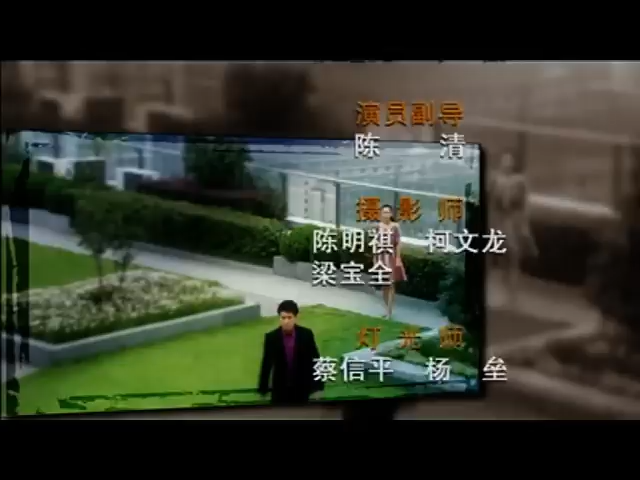 演员副导
陈 清
摄影师
陈明祺 柯文龙
梁宝全
灯光师
蔡信平 杨 垒